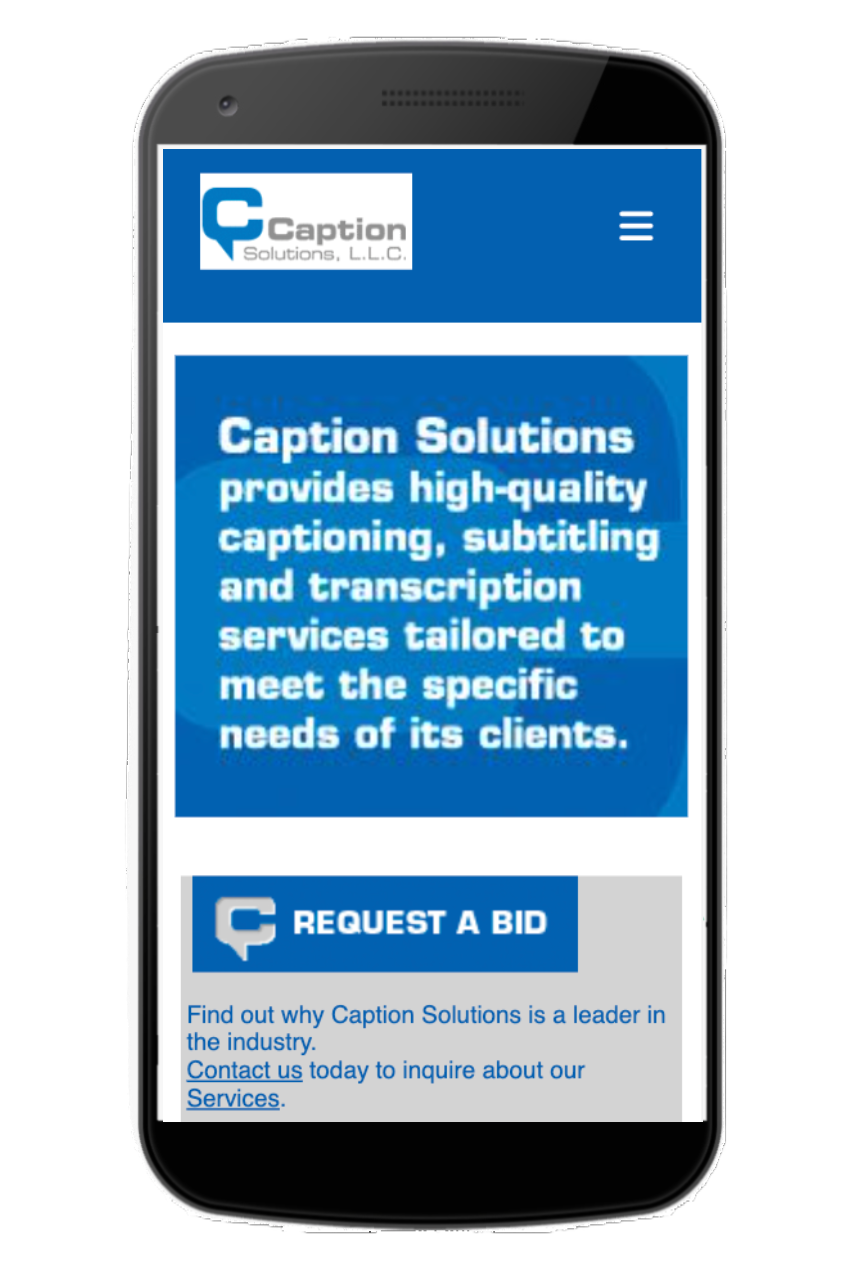 Caption
Solutions, L.L.C.
Caption Solutions
provides high-quality
captioning, subtitling
and transcription
services tailored to
meet the specific
needs of its clients.
REQUEST A BID
Find out why Caption Solutions is a leader in
the industry.
Contact us today to inquire about our
Services.